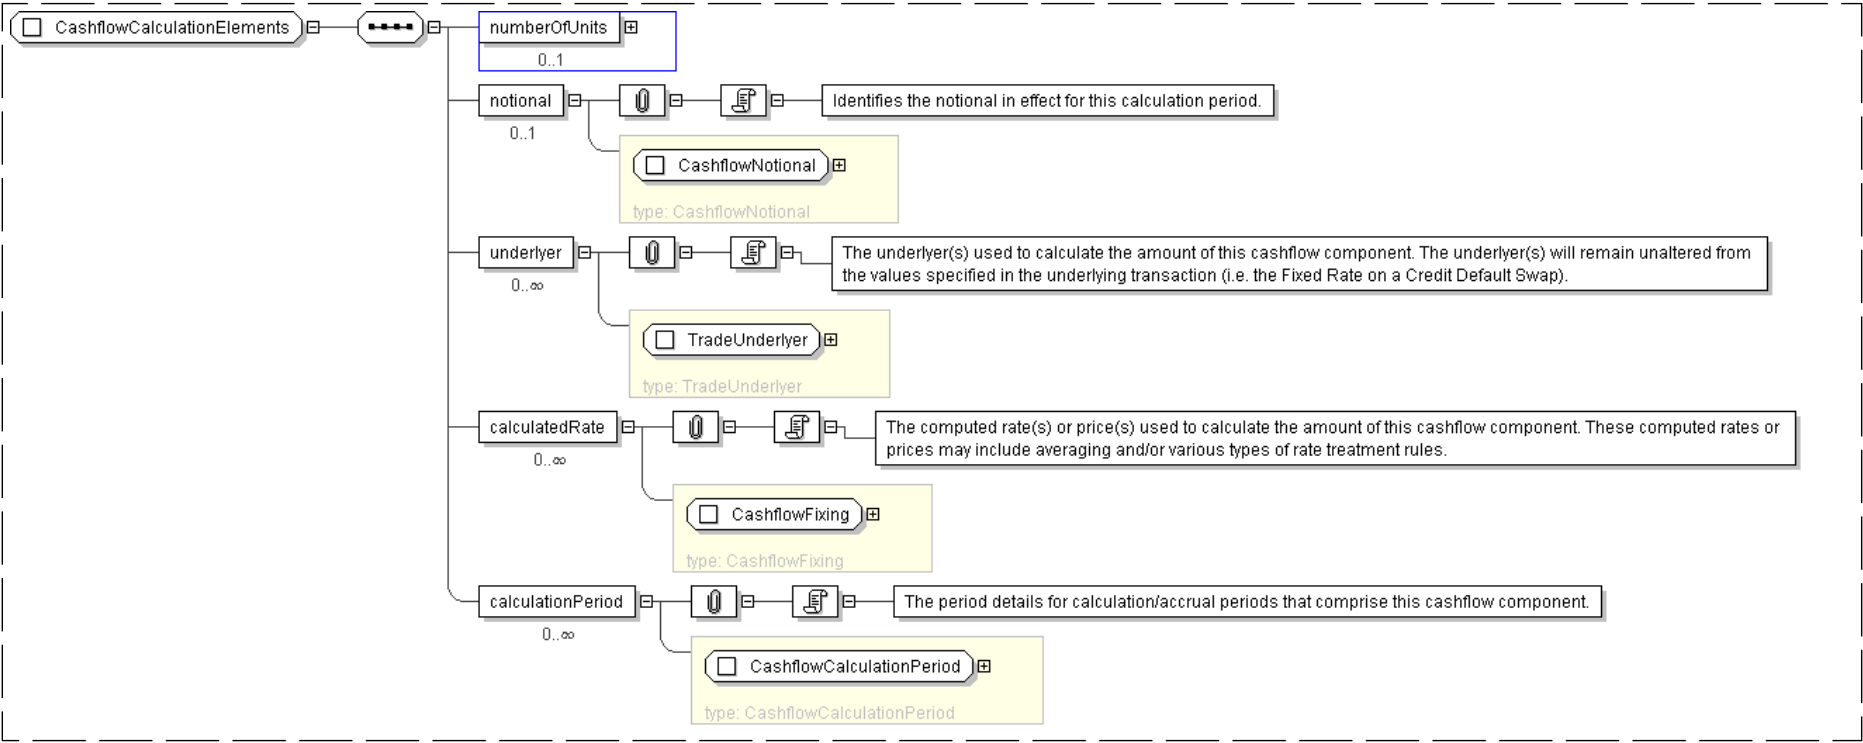 CashflowCalculationElements
numberOfUnits
0..1
notional
Identifies the notional in effect for this calculation period.
0..1
CashflowNotional
type: CashflowNotional
underlyer
The underlyer(s) used to calculate the amount of this cashflow component. The underlyer(s) will remain unaltered from
the values specified in the underlying transaction (i.e. the Fixed Rate on a Credit Default Swap).
0..∞
TradeUnderlyer
type: TradeUnderlyer
calculatedRate
The computed rate(s) or price(s) used to calculate the amount of this cashflow component. These computed rates or
prices may include averaging and/or various types of rate treatment rules.
0..∞
CashflowFixing
type: CashflowFixing
calculationPeriod
The period details for calculation/accrual periods that comprise this cashflow component.
0..∞
CashflowCalculationPeriod
type: CashflowCalculationPeriod